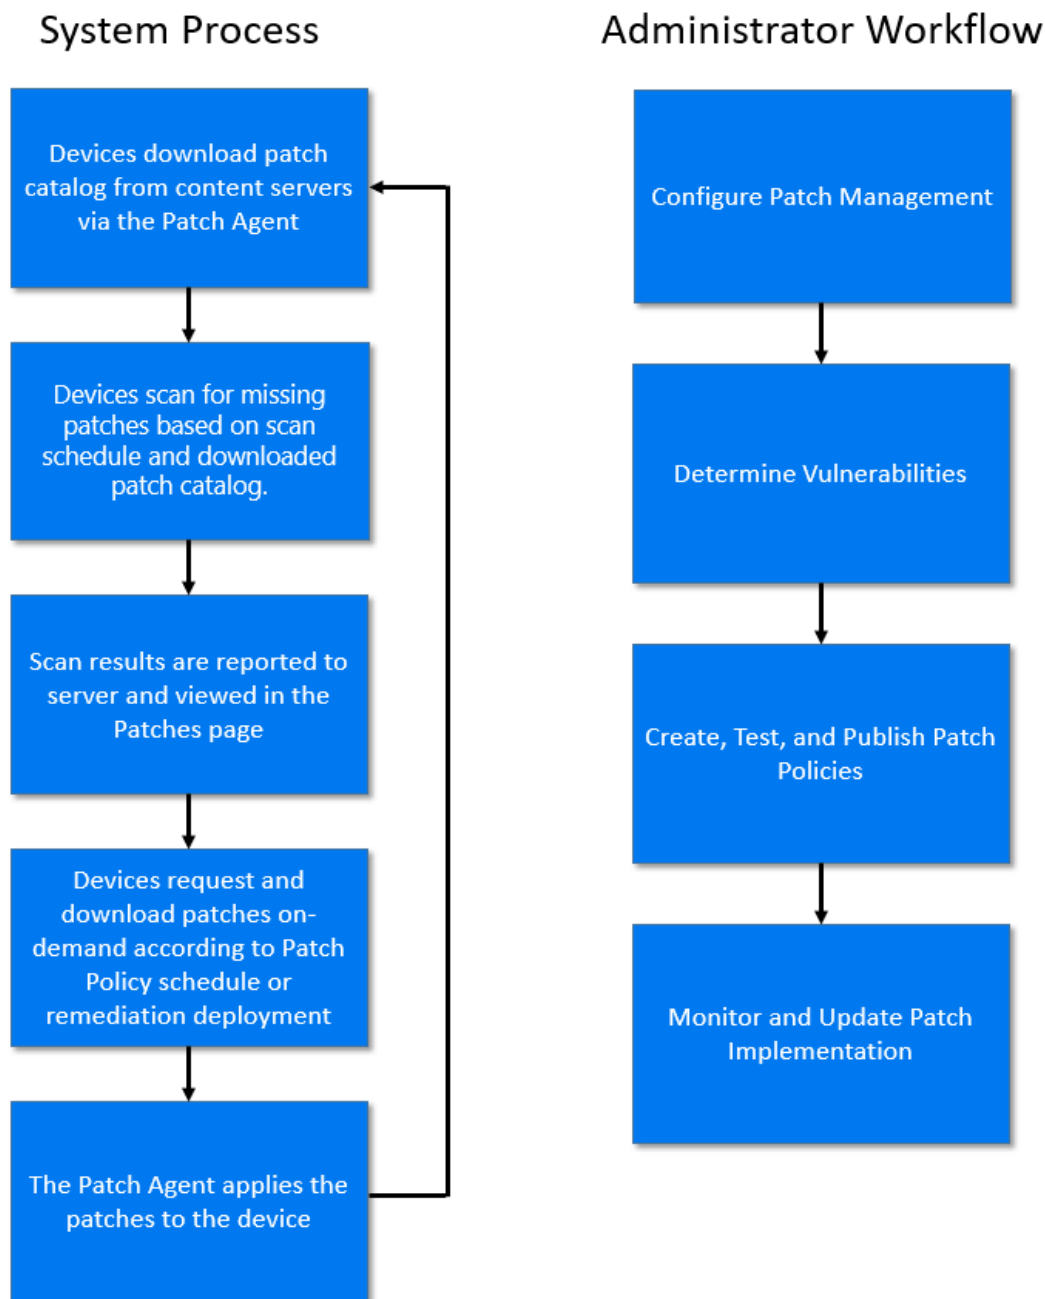 System Process
Devices download patch
catalog from content servers
via the Patch Agent
Devices scan for missing
patches based on scan
schedule and downloaded
patch catalog.
Scan results are reported to
server and viewed in the
Patches page
Devices request and
download patches on-
demand according to Patch
Policy schedule or
remediation deployment
The Patch Agent applies the
patches to the device
Administrator Workflow
Configure Patch Management
Determine Vulnerabilities
Create, Test, and Publish Patch
Policies
Monitor and Update Patch
Implementation